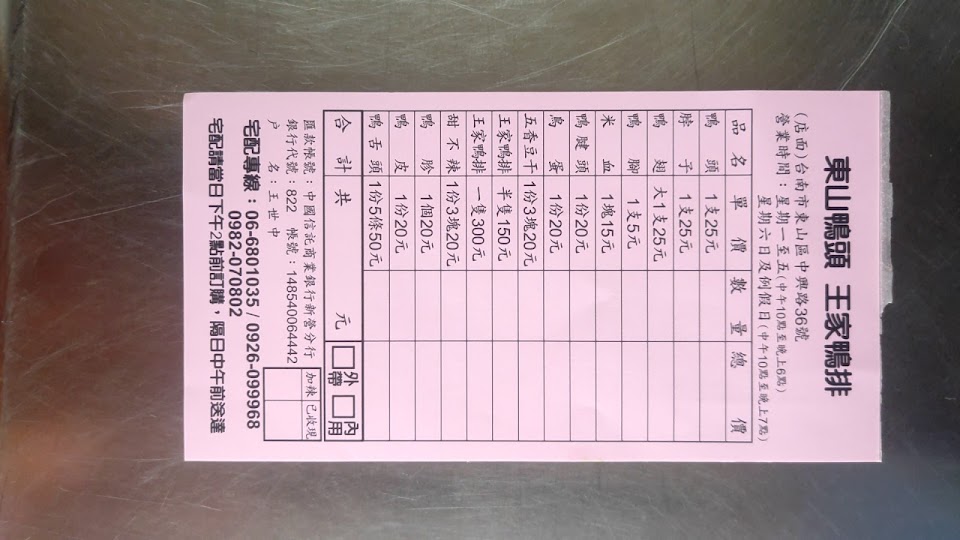 東山鴨頭 王家鴨排
(店面)台南市東山區中興路36號
營業時間：星期一至五(中午10點至晚上6點)
星期六日及例假日(中午10點至晚上7點)
品名 單價 數量 總價
鴨頭 1支25元
脖子 1支25元
鴨翅 大1支25元
鴨腳 1支5元
米血 1塊15元
鴨腱頭 1份20元
鳥蛋 1份20元
五香豆干 1份3塊20元
王家鴨排 半隻150元
王家鴨排 一隻300元
甜不辣 1份3塊20元
鴨胗 1個20元
鴨皮 1份20元
鴨舌頭 1份5條50元
合計 共 元 □外帶 □內用
匯款帳號：中國信託商業銀行新營分行 加辣 已收現
銀行代號：822 帳號：148540064442
戶名：王世中
宅配專線：06-6801035 / 0926-099968
0982-070802
宅配請當日下午2點前訂購，隔日中午前送達